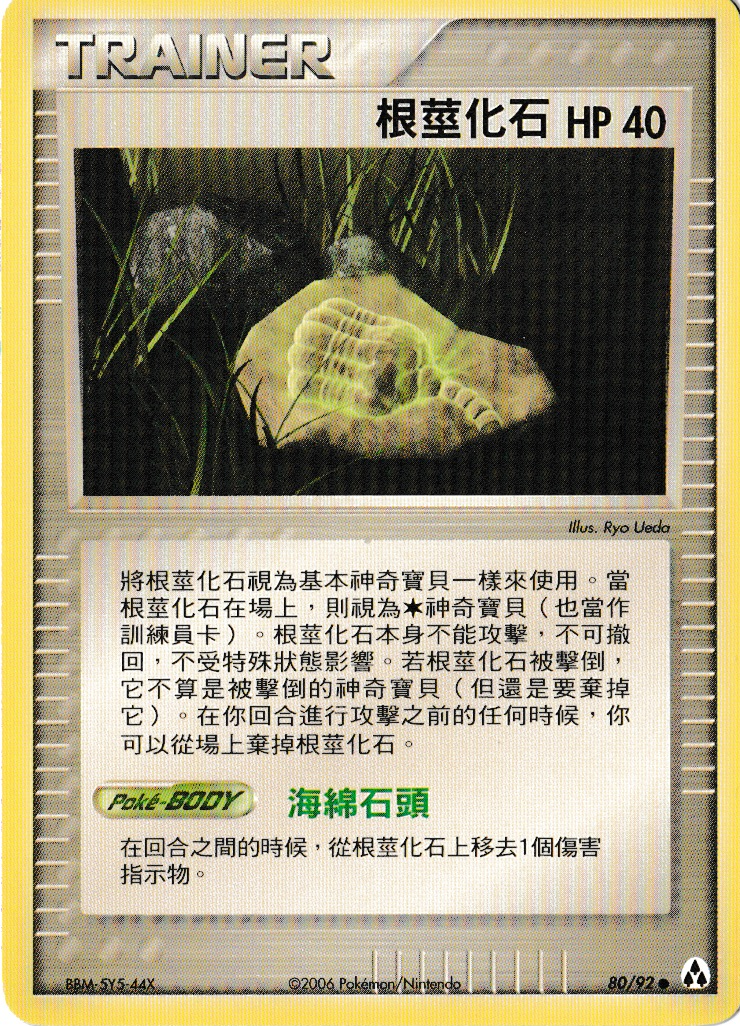 TRAINER
根莖化石 HP 40
Illus. Ryo Ueda
將根莖化石視為基本神奇寶貝一樣來使用。當
根莖化石在場上，則視為✶神奇寶貝（也當作
訓練員卡）。根莖化石本身不能攻擊，不可撤
回，不受特殊狀態影響。若根莖化石被擊倒，
它不算是被擊倒的神奇寶貝（但還是要棄掉
它）。在你回合進行攻擊之前的任何時候，你
可以從場上棄掉根莖化石。
Poké-BODY 海綿石頭
在回合之間的時候，從根莖化石上移去1個傷害
指示物。
BBM-5Y5-44X ©2006 Pokémon/Nintendo 80/92 ●